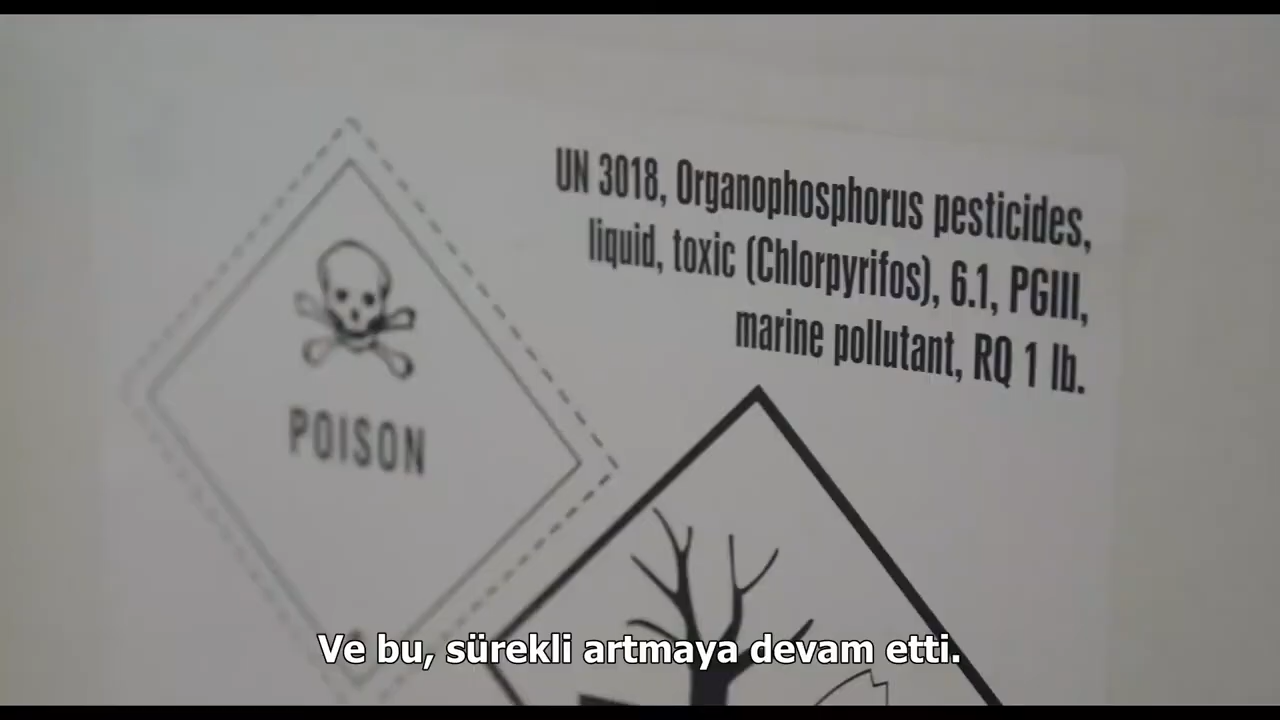 UN 3018, Organophosphorus pesticides,
liquid, toxic (Chlorpyrifos), 6.1, PGIII,
marine pollutant, RQ 1 lb.
POISON
Ve bu, sürekli artmaya devam etti.